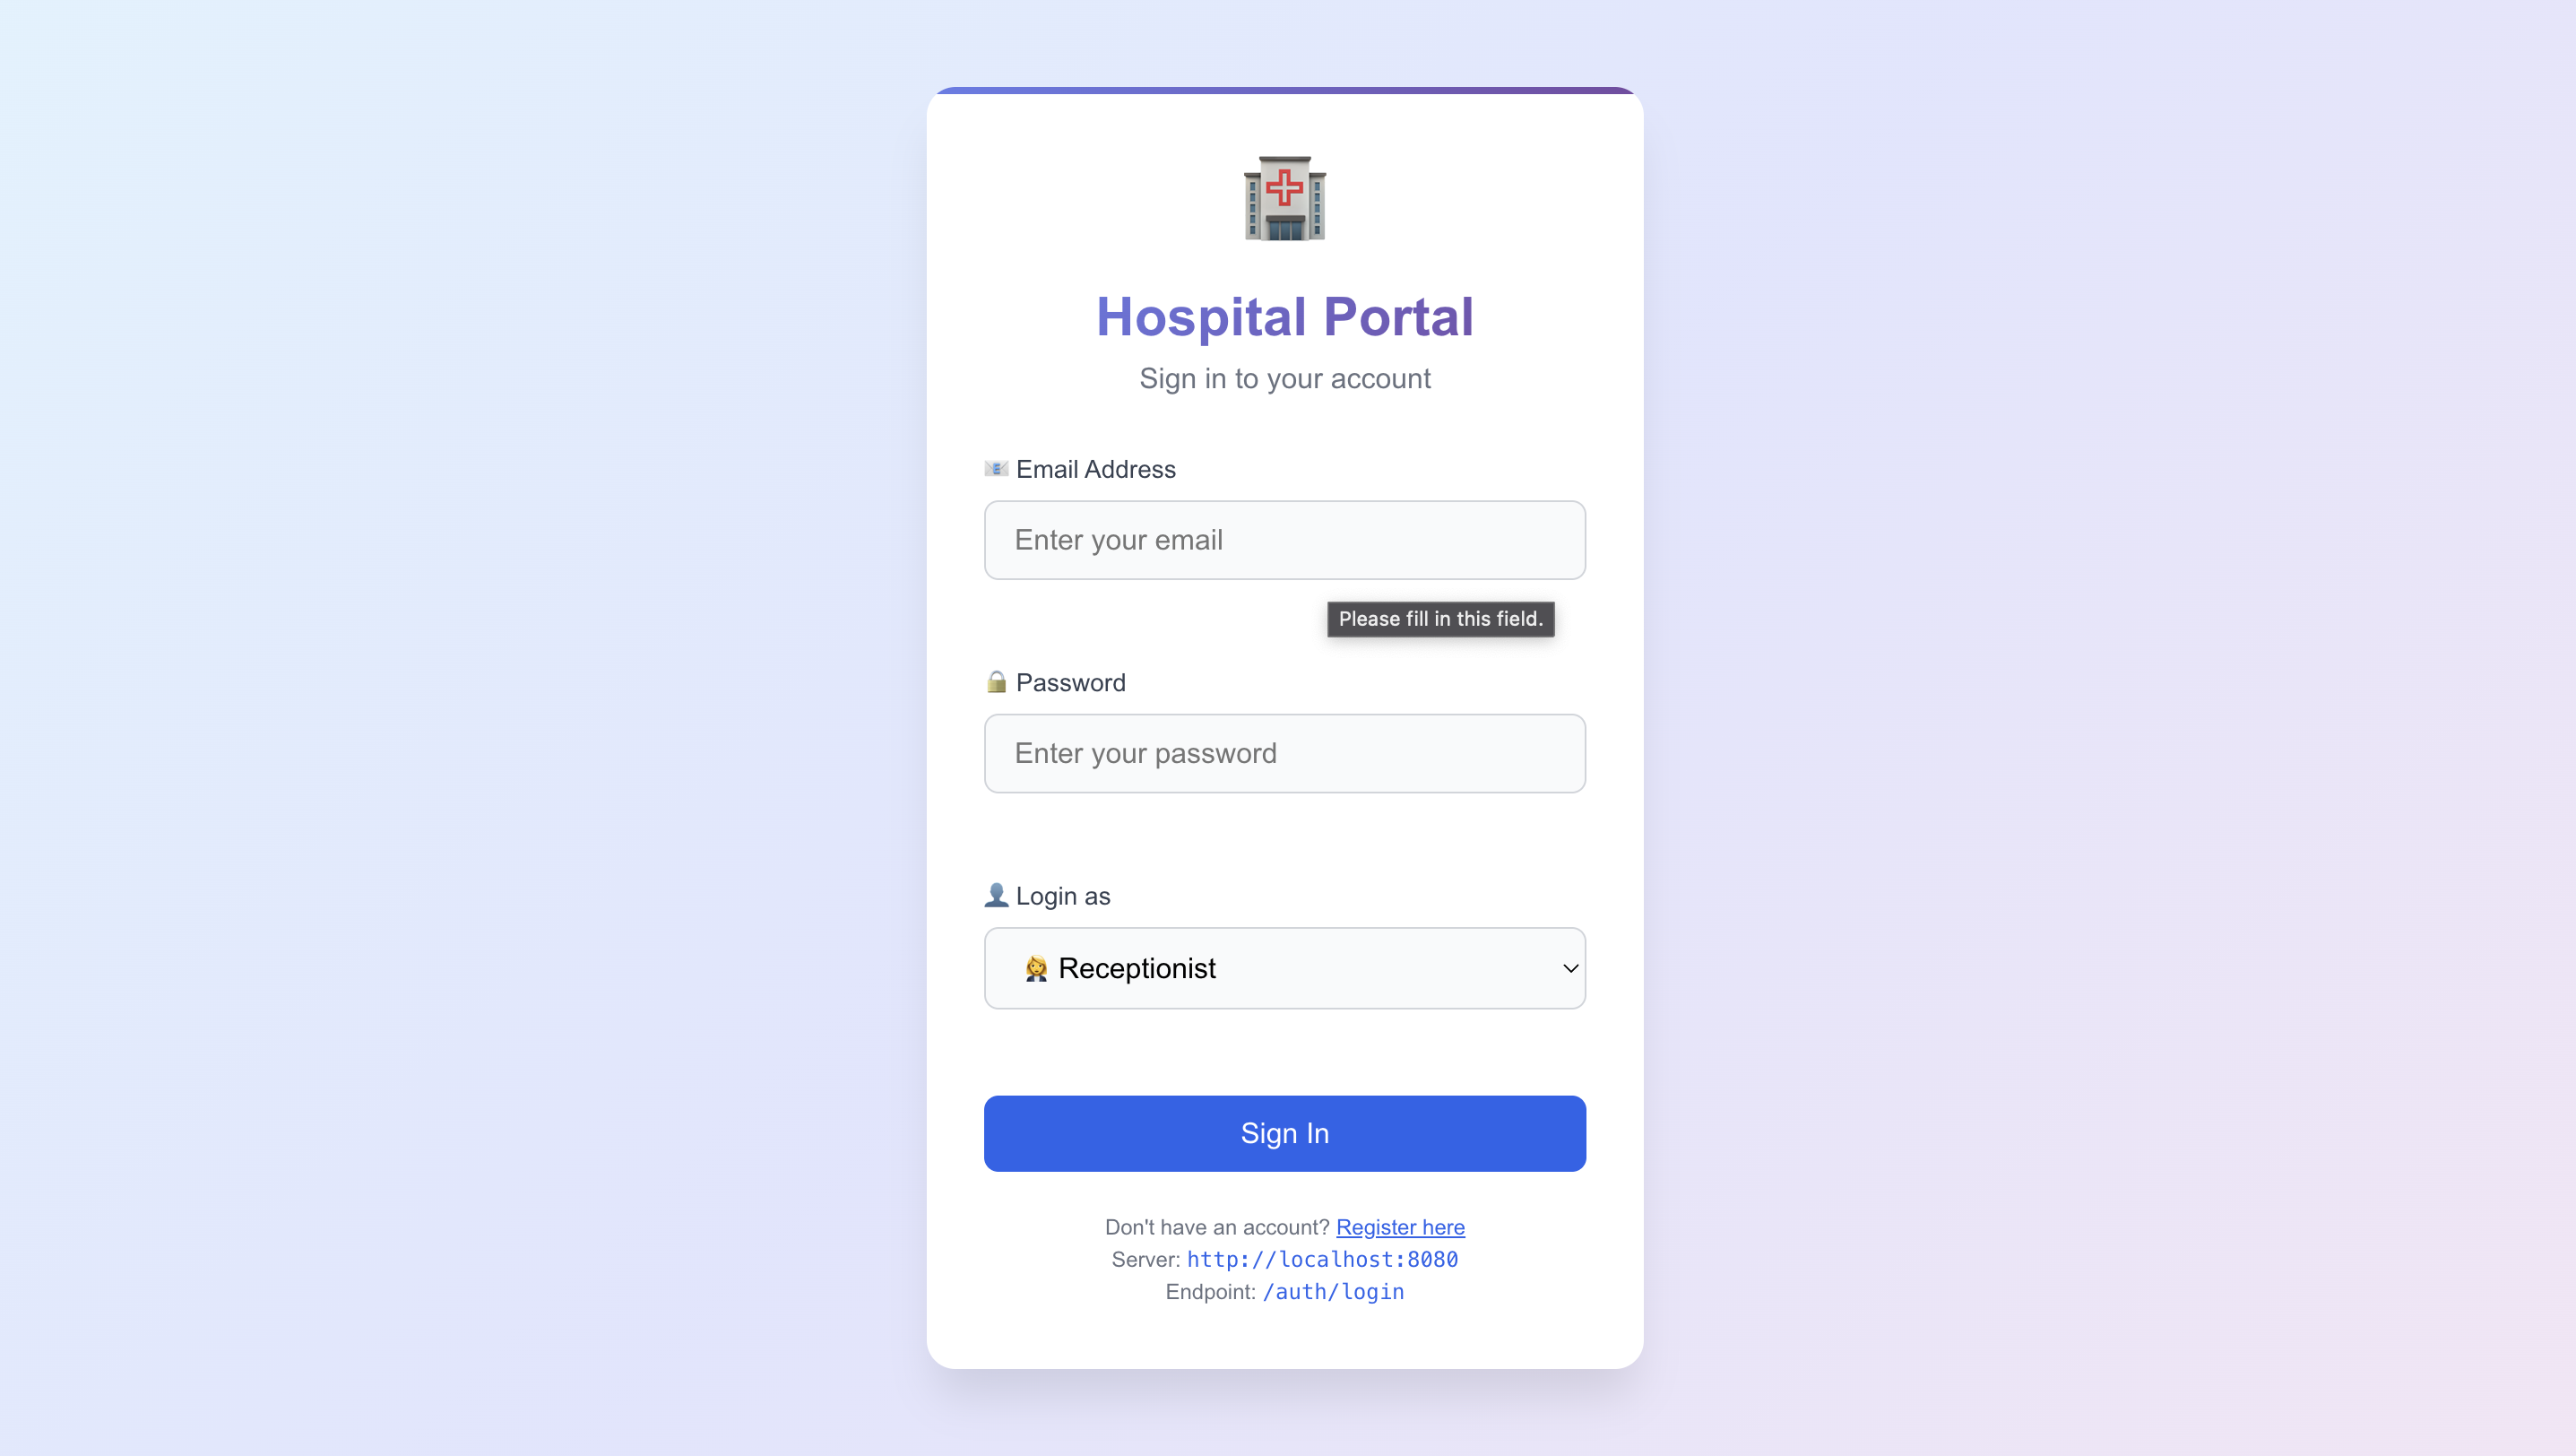 Hospital Portal
Sign in to your account
📧 Email Address
Enter your email
Please fill in this field.
🔒 Password
Enter your password
👤 Login as
👩‍💼 Receptionist
Sign In
Don't have an account? Register here
Server: http://localhost:8080
Endpoint: /auth/login